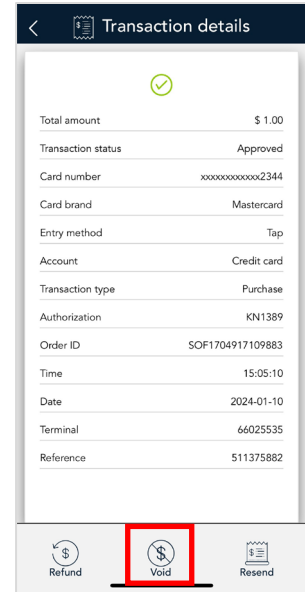 Transaction details
Total amount $ 1.00
Transaction status Approved
Card number xxxxxxxxxxxx2344
Card brand Mastercard
Entry method Tap
Account Credit card
Transaction type Purchase
Authorization KN1389
Order ID SOF1704917109883
Time 15:05:10
Date 2024-01-10
Terminal 66025535
Reference 511375882
Refund Void Resend